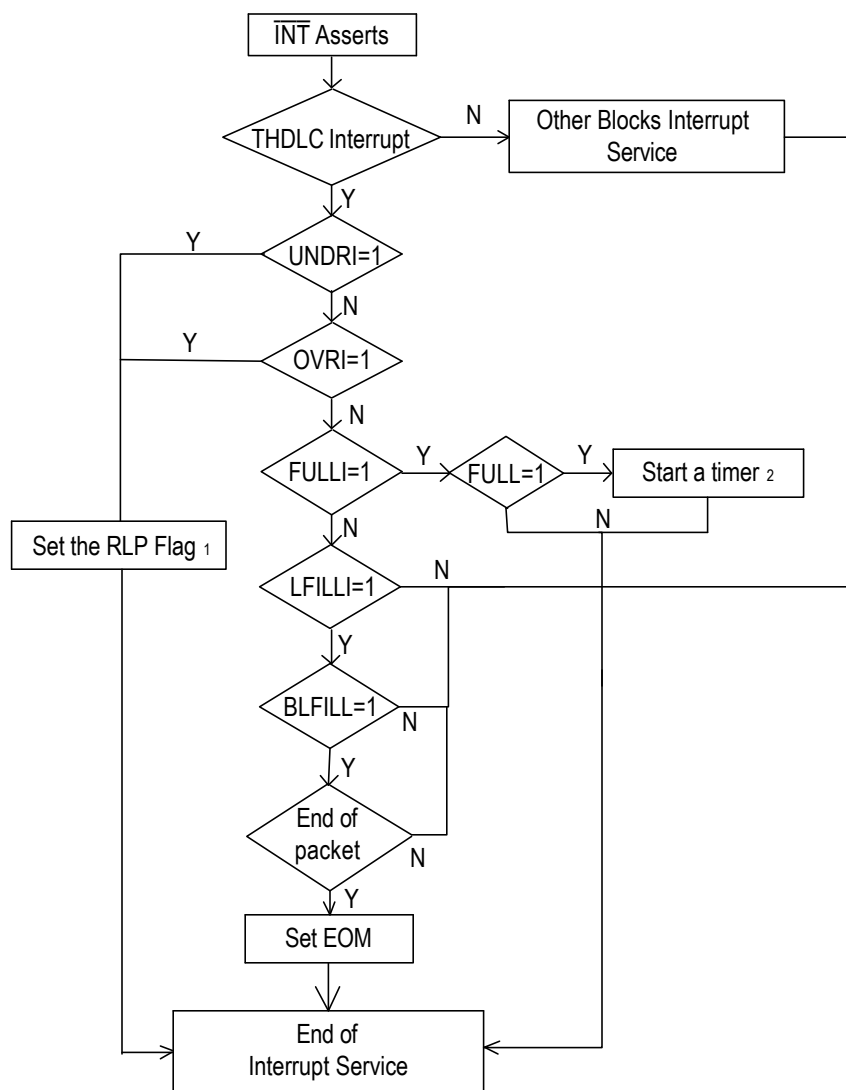 INT Asserts
THDLC Interrupt
N
Other Blocks Interrupt
Service
Y
Y
UNDRI=1
N
Y
OVRI=1
N
FULLI=1
Y
FULL=1
Y
Start a timer 2
N
N
Set the RLP Flag 1
LFILLI=1
N
Y
BLFILL=1
N
Y
End of
packet
N
Y
Set EOM
End of
Interrupt Service